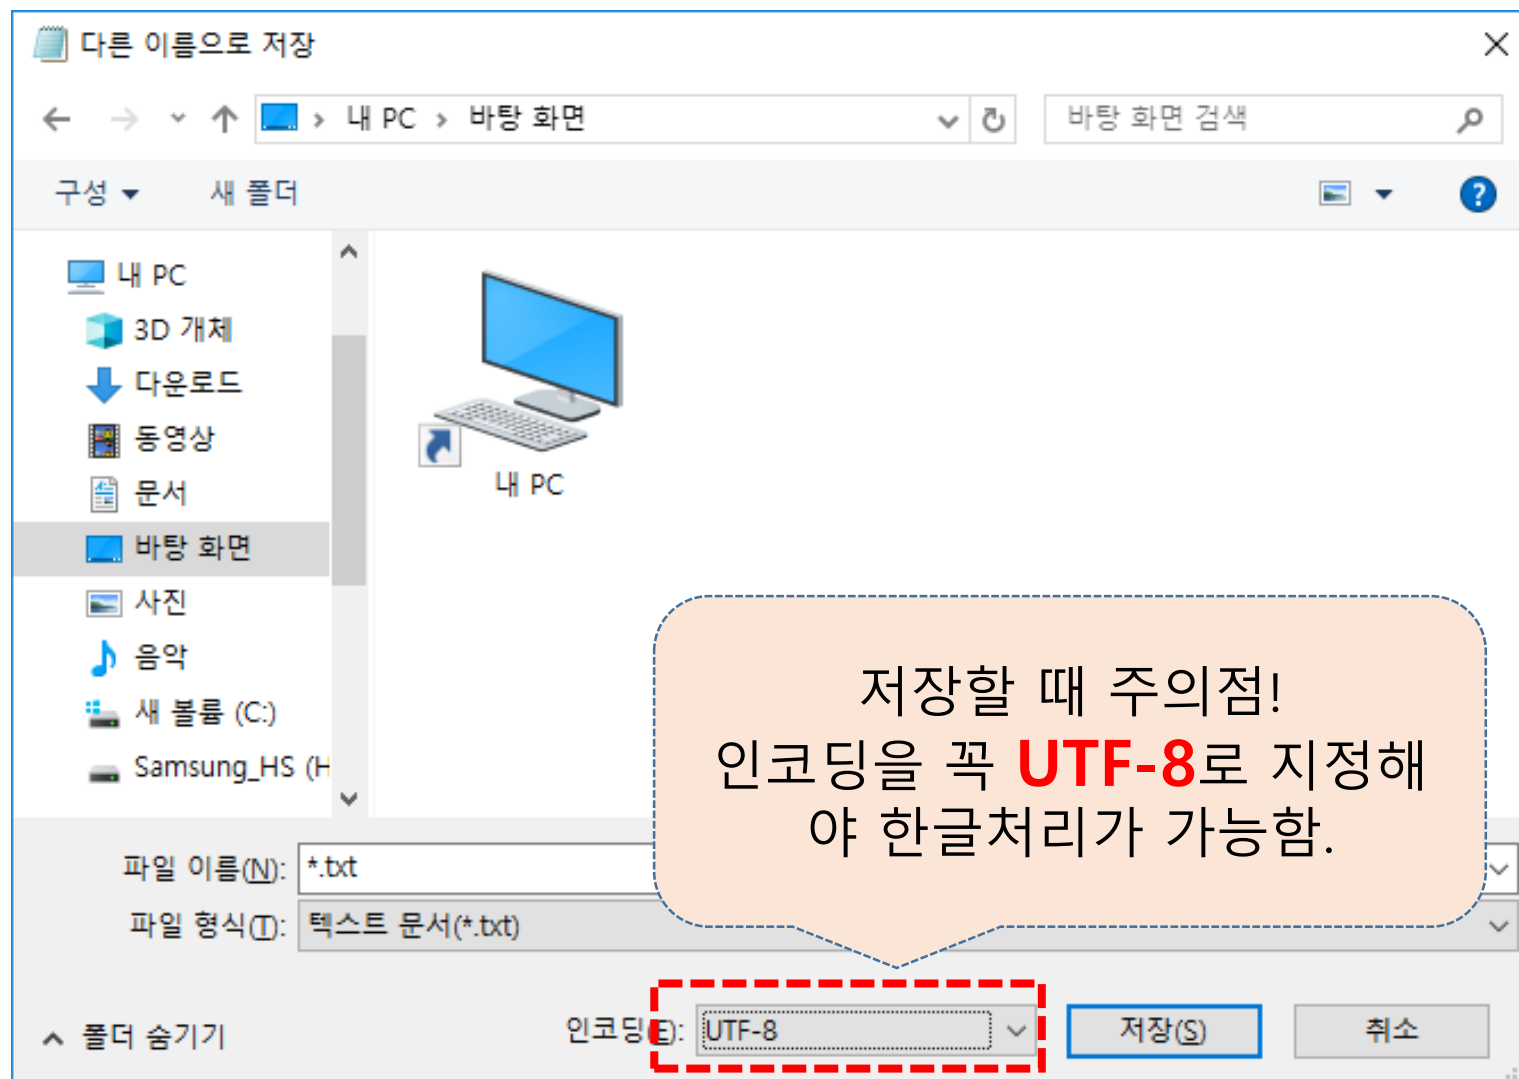 다른 이름으로 저장
내 PC > 바탕 화면
바탕 화면 검색
구성
새 폴더
내 PC
3D 개체
다운로드
동영상
문서
바탕 화면
사진
음악
새 볼륨 (C:)
Samsung_HS (H
내 PC
저장할 때 주의점!
인코딩을 꼭 UTF-8로 지정해
야 한글처리가 가능함.
파일 이름(N): *.txt
파일 형식(T): 텍스트 문서(*.txt)
폴더 숨기기
인코딩(E): UTF-8
저장(S)
취소